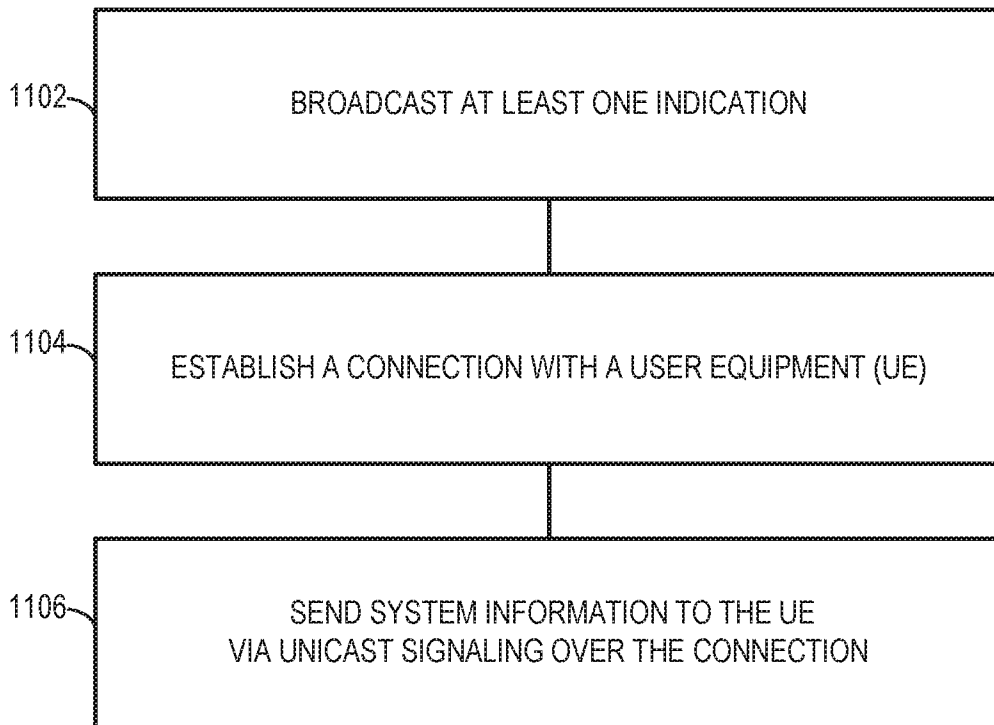 1102
BROADCAST AT LEAST ONE INDICATION
1104
ESTABLISH A CONNECTION WITH A USER EQUIPMENT (UE)
1106
SEND SYSTEM INFORMATION TO THE UE
VIA UNICAST SIGNALING OVER THE CONNECTION